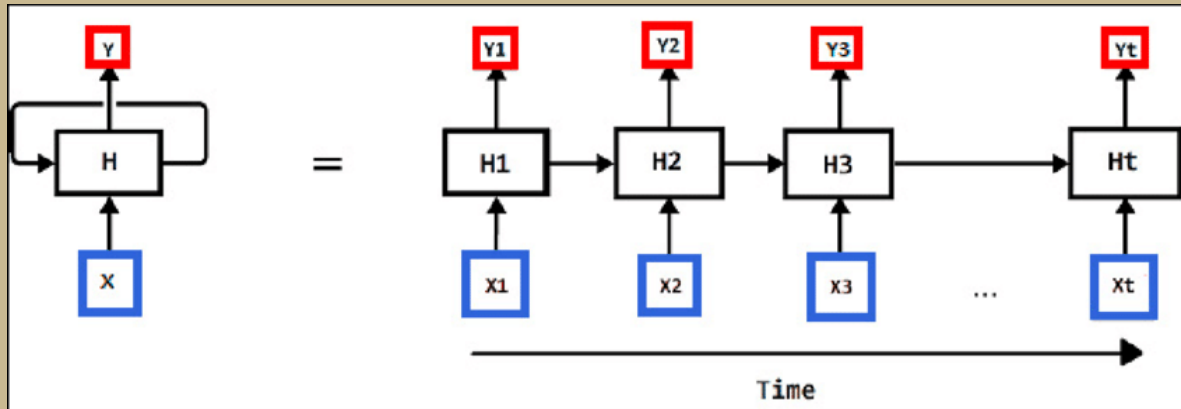 Y Y1 Y2 Y3 Yt
H = H1 H2 H3 Ht
X X1 X2 X3 ... Xt
Time